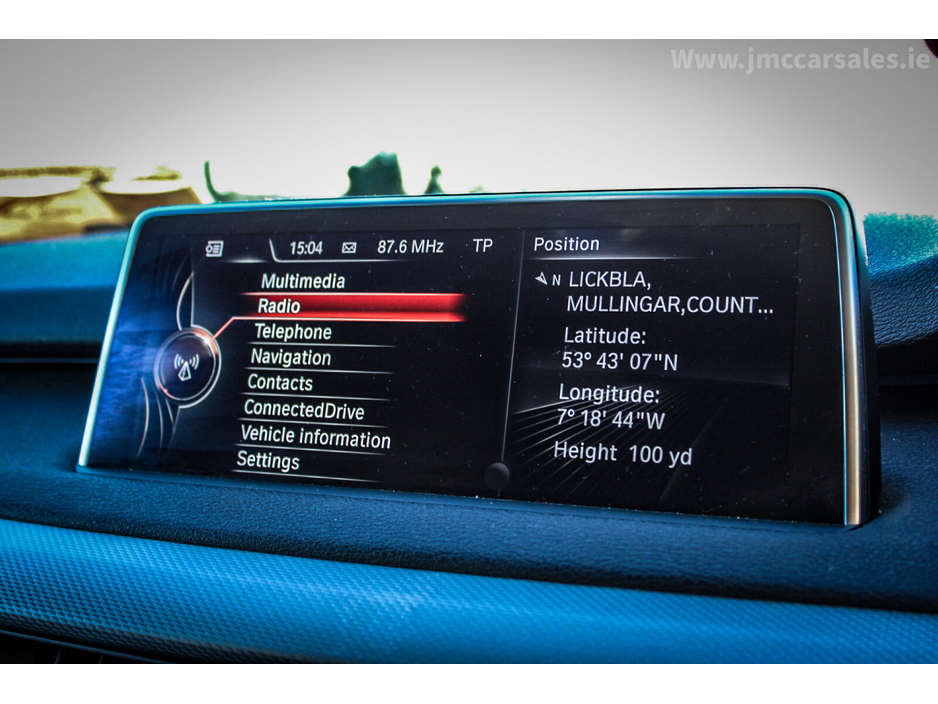 Www.jmccarsales.ie
15:04 87.6 MHz TP
Multimedia
Radio
Telephone
Navigation
Contacts
ConnectedDrive
Vehicle information
Settings
Position
N LICKBLA,
MULLINGAR,COUNT...
Latitude:
53° 43' 07"N
Longitude:
7° 18' 44"W
Height 100 yd